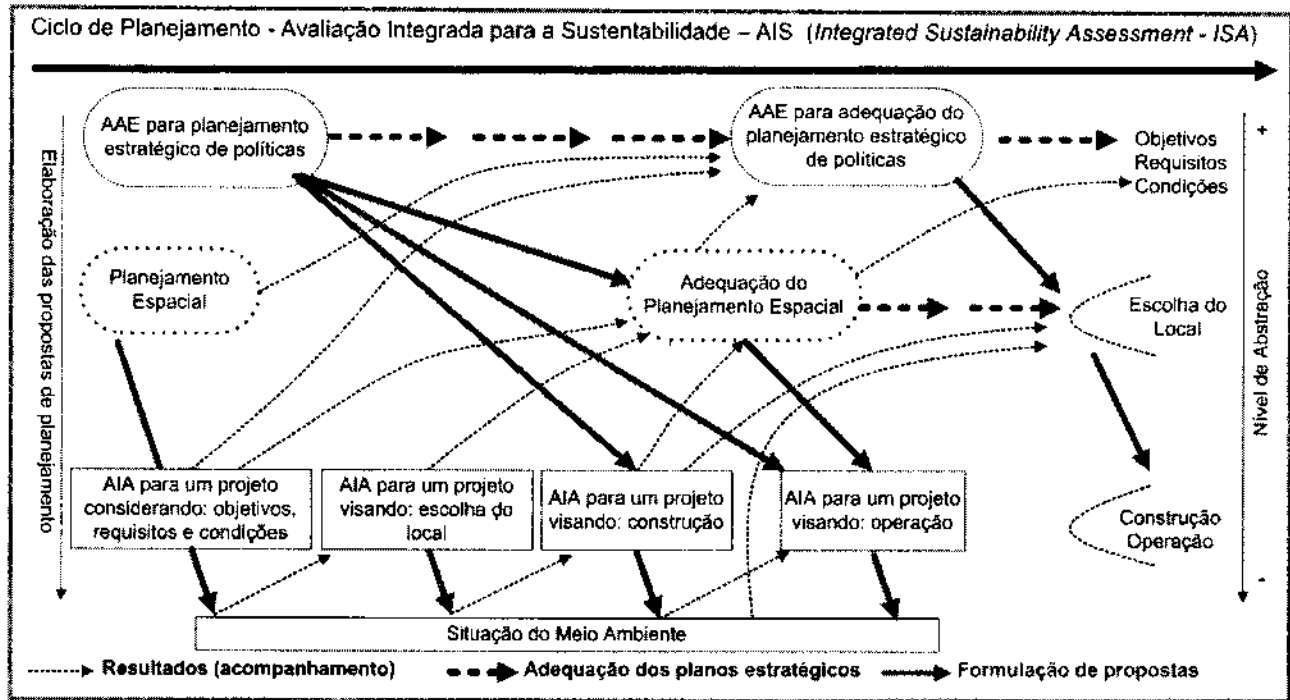 Ciclo de Planejamento - Avaliação Integrada para a Sustentabilidade – AIS (Integrated Sustainability Assessment - ISA)
Elaboração das propostas de planejamento
AAE para planejamento
estratégico de políticas
AAE para adequação do
planejamento estratégico
de políticas
Objetivos
Requisitos
Condições
+
Nível de Abstração
-
Planejamento
Espacial
Adequação do
Planejamento Espacial
Escolha do
Local
AIA para um projeto
considerando: objetivos,
requisitos e condições
AIA para um projeto
visando: escolha do
local
AIA para um projeto
visando: construção
AIA para um projeto
visando: operação
Construção
Operação
Situação do Meio Ambiente
Resultados (acompanhamento)
Adequação dos planos estratégicos
Formulação de propostas